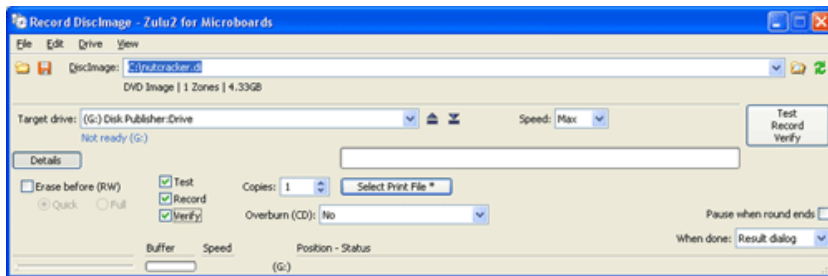 Record DiscImage - Zulu2 for Microboards
File Edit Drive View
DiscImage: C:\nutcracker.di
DVD Image | 1 Zones | 4.33GB
Target drive: (G:) Disk Publisher:Drive Speed: Max
Test
Record
Verify
Not ready (G:)
Details
Erase before (RW) Test Copies: 1 Select Print File *
Quick Full Record
Verify Overburn (CD): No Pause when round ends
When done: Result dialog
Buffer Speed Position - Status
(G:)